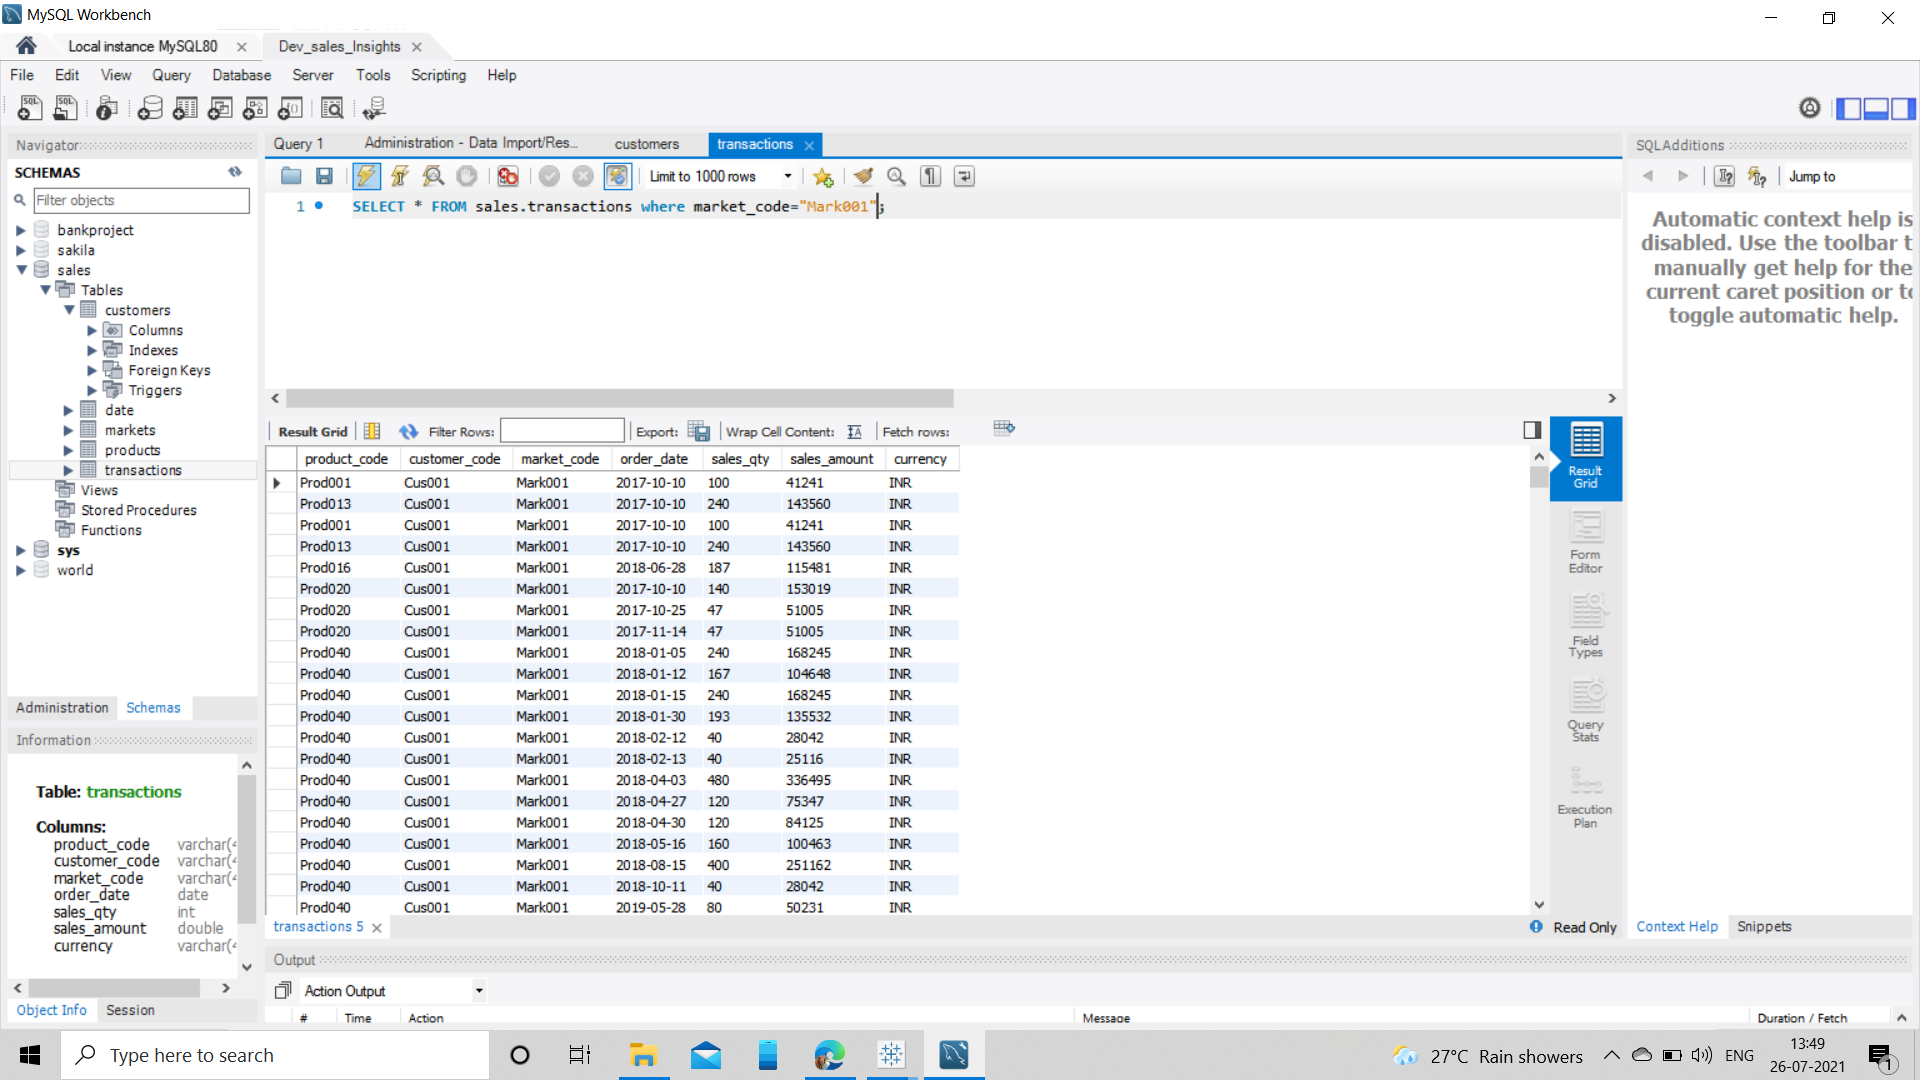 MySQL Workbench
Local instance MySQL80
Dev_sales_Insights
File Edit View Query Database Server Tools Scripting Help
Navigator
SCHEMAS
Filter objects
bankproject
sakila
sales
Tables
customers
Columns
Indexes
Foreign Keys
Triggers
date
markets
products
transactions
Views
Stored Procedures
Functions
sys
world
Administration Schemas
Information
Table: transactions
Columns:
product_code varchar(4
customer_code varchar(4
market_code varchar(4
order_date date
sales_qty int
sales_amount double
currency varchar(4
Object Info Session
Query 1 Administration - Data Import/Res... customers transactions
Limit to 1000 rows
1 SELECT * FROM sales.transactions where market_code="Mark001";
Result Grid Filter Rows: Export: Wrap Cell Content: Fetch rows:
product_code customer_code market_code order_date sales_qty sales_amount currency
Prod001 Cus001 Mark001 2017-10-10 100 41241 INR
Prod013 Cus001 Mark001 2017-10-10 240 143560 INR
Prod001 Cus001 Mark001 2017-10-10 100 41241 INR
Prod013 Cus001 Mark001 2017-10-10 240 143560 INR
Prod016 Cus001 Mark001 2018-06-28 187 115481 INR
Prod020 Cus001 Mark001 2017-10-10 140 153019 INR
Prod020 Cus001 Mark001 2017-10-25 47 51005 INR
Prod020 Cus001 Mark001 2017-11-14 47 51005 INR
Prod040 Cus001 Mark001 2018-01-05 240 168245 INR
Prod040 Cus001 Mark001 2018-01-12 167 104648 INR
Prod040 Cus001 Mark001 2018-01-15 240 168245 INR
Prod040 Cus001 Mark001 2018-01-30 193 135532 INR
Prod040 Cus001 Mark001 2018-02-12 40 28042 INR
Prod040 Cus001 Mark001 2018-02-13 40 25116 INR
Prod040 Cus001 Mark001 2018-04-03 480 336495 INR
Prod040 Cus001 Mark001 2018-04-27 120 75347 INR
Prod040 Cus001 Mark001 2018-04-30 120 84125 INR
Prod040 Cus001 Mark001 2018-05-16 160 100463 INR
Prod040 Cus001 Mark001 2018-08-15 400 251162 INR
Prod040 Cus001 Mark001 2018-10-11 40 28042 INR
Prod040 Cus001 Mark001 2019-05-28 80 50231 INR
transactions 5
Read Only
Result
Grid
Form
Editor
Field
Types
Query
Stats
Execution
Plan
Output
Action Output
# Time Action Message Duration / Fetch
SQLAdditions
Jump to
Automatic context help is
disabled. Use the toolbar t
manually get help for the
current caret position or to
toggle automatic help.
Context Help Snippets
Type here to search
27°C Rain showers
ENG
13:49
26-07-2021
1